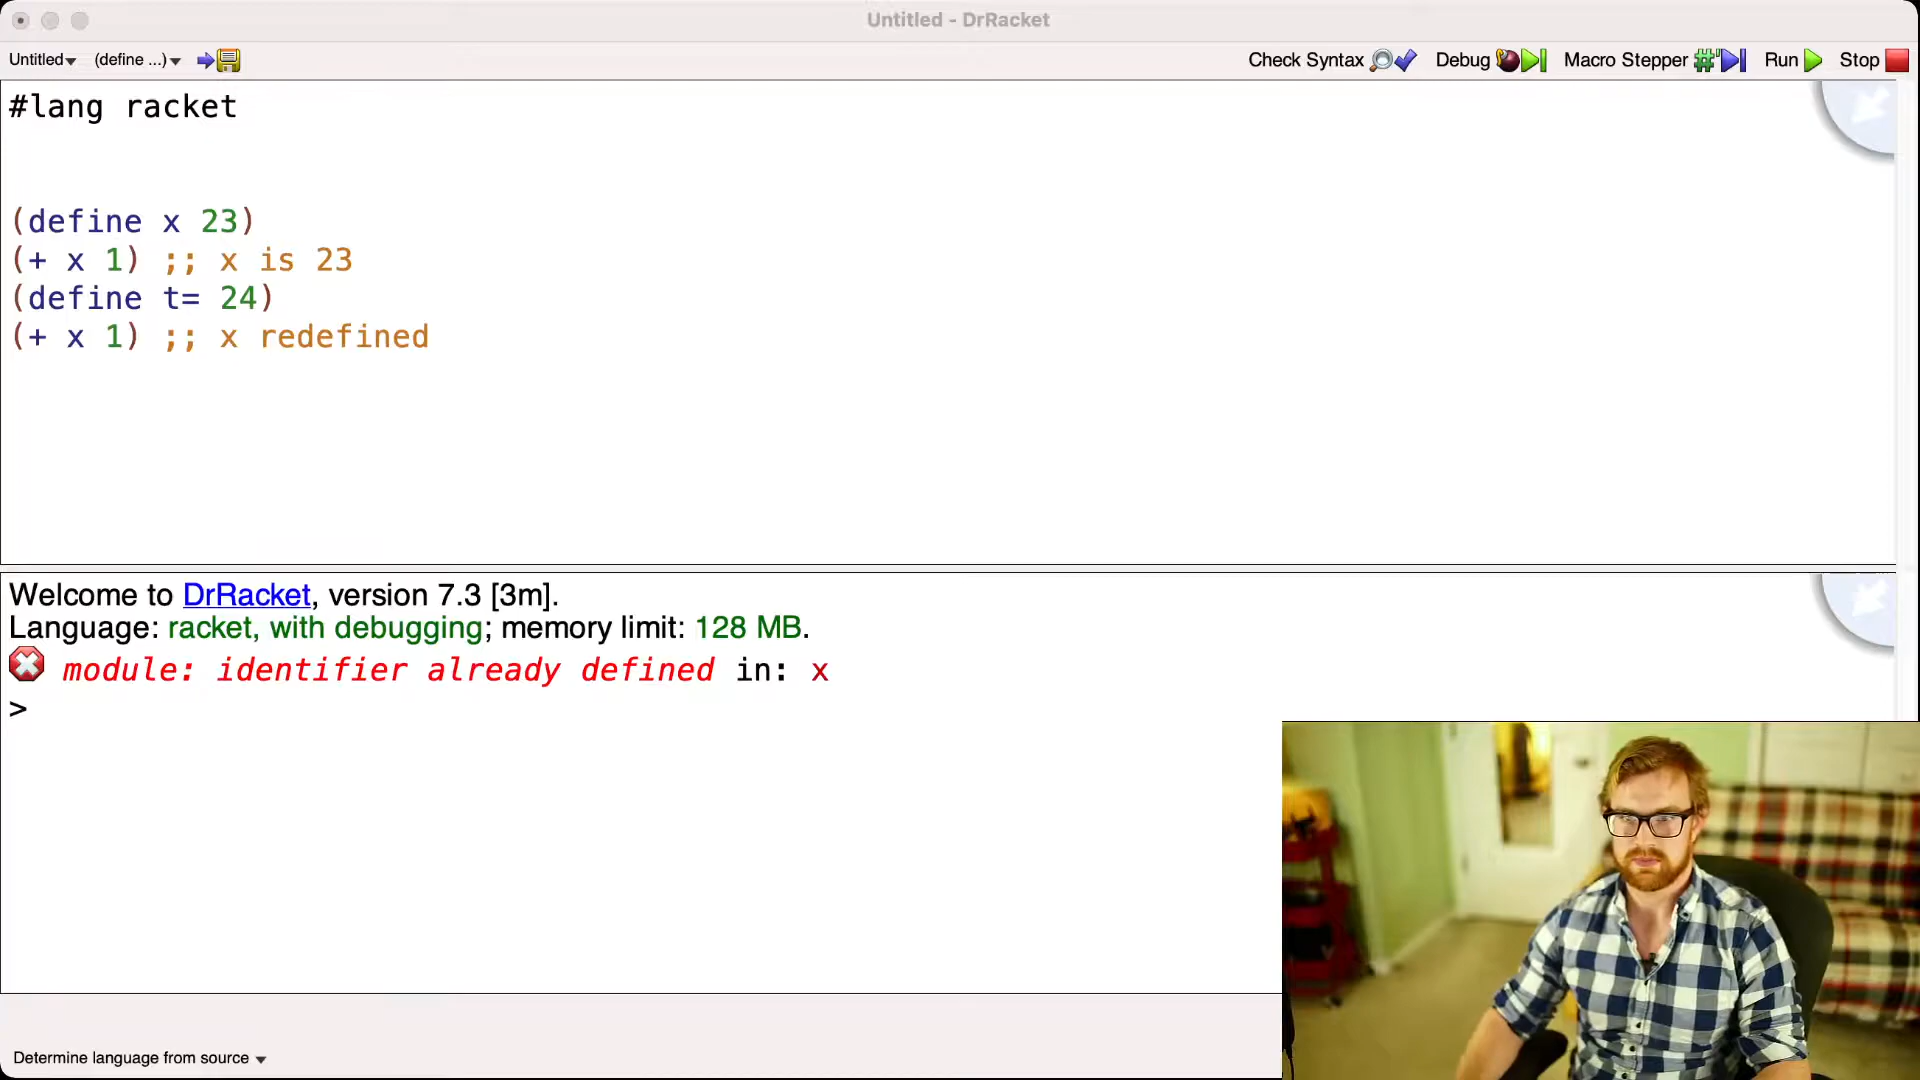 Untitled - DrRacket
Untitled (define ...) Check Syntax Debug Macro Stepper Run Stop
#lang racket
(define x 23)
(+ x 1) ;; x is 23
(define t= 24)
(+ x 1) ;; x redefined
Welcome to DrRacket, version 7.3 [3m].
Language: racket, with debugging; memory limit: 128 MB.
module: identifier already defined in: x
>
Determine language from source